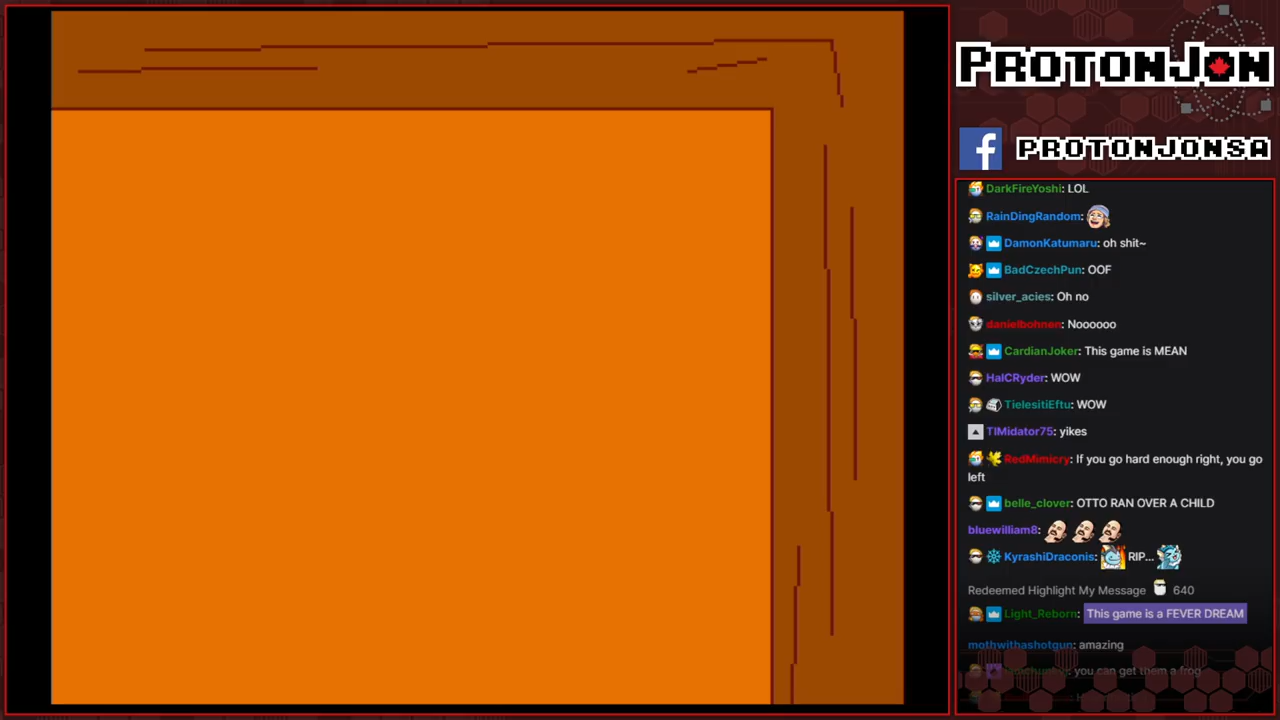 PROTONJON
PROTONJONSA
DarkFireYoshi: LOL
RainDingRandom:
DamonKatumaru: oh shit~
BadCzechPun: OOF
silver_acies: Oh no
danielbohnen: Noooooo
CardianJoker: This game is MEAN
HalCRyder: WOW
TielesitiEftu: WOW
TIMidator75: yikes
RedMimicry: If you go hard enough right, you go
left
belle_clover: OTTO RAN OVER A CHILD
bluewilliam8:
KyrashiDraconis: RIP...
Redeemed Highlight My Message 640
Light_Reborn: This game is a FEVER DREAM
mothwithashotgun: amazing
you can get them a frog